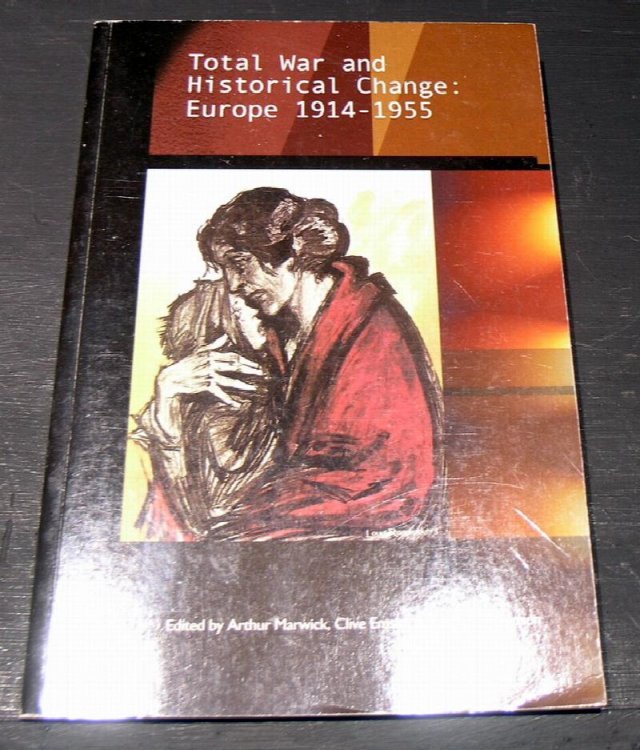 Total War and
Historical Change:
Europe 1914-1955
Edited by Arthur Marwick, Clive